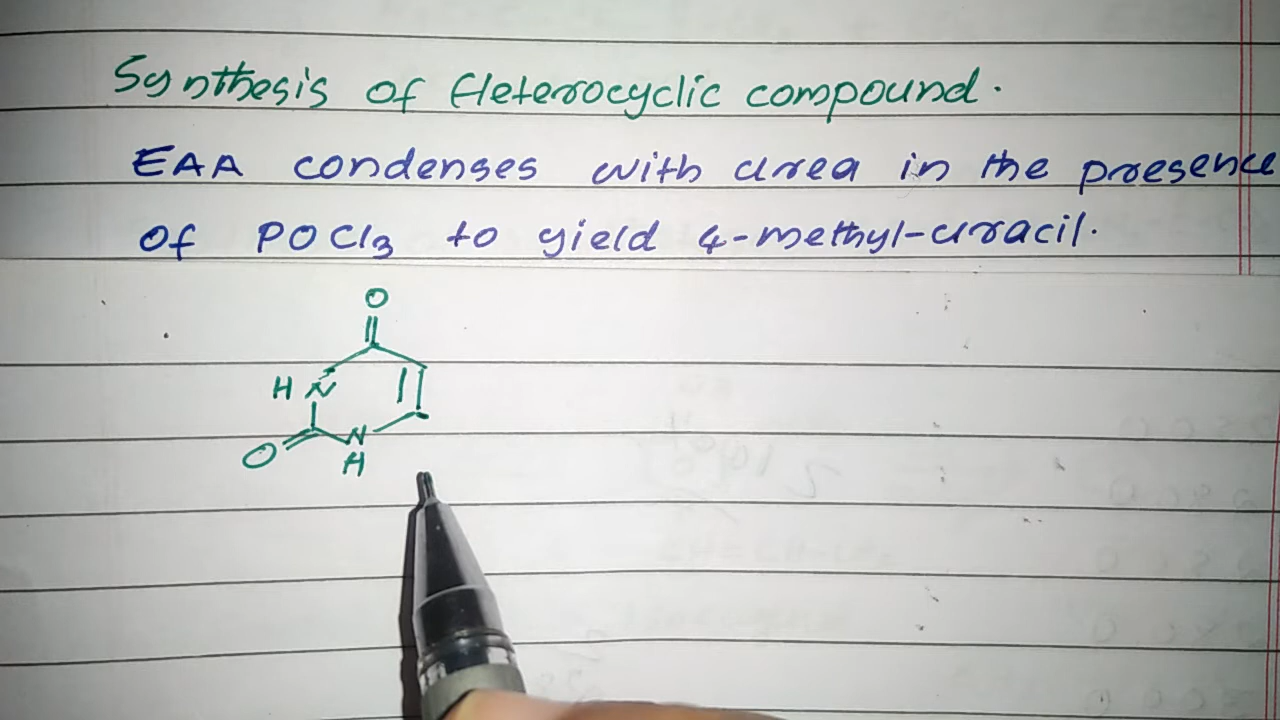 Synthesis of Heterocyclic compound.
EAA condenses with urea in the presence
of POCl3 to yield 4-methyl-uracil.
O
H N
O N
H